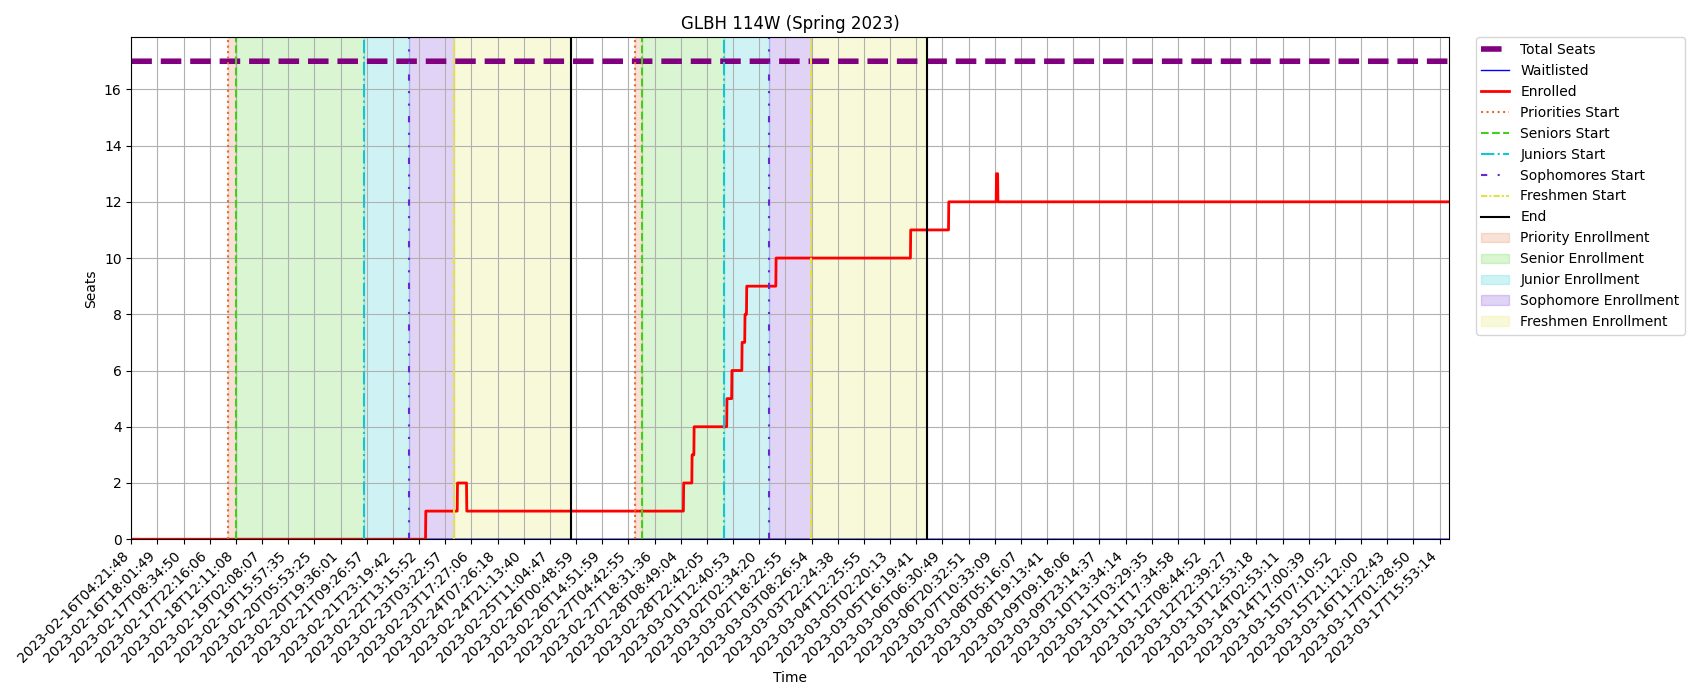 GLBH 114W (Spring 2023)
Total Seats
Waitlisted
Enrolled
Priorities Start
Seniors Start
Juniors Start
Sophomores Start
Freshmen Start
End
Priority Enrollment
Senior Enrollment
Junior Enrollment
Sophomore Enrollment
Freshmen Enrollment
Seats
16
14
12
10
8
6
4
2
0
2023-02-16T04:21:48
2023-02-16T18:01:49
2023-02-17T08:34:50
2023-02-17T22:16:06
2023-02-18T12:11:08
2023-02-19T02:08:07
2023-02-19T15:57:35
2023-02-20T05:53:25
2023-02-20T19:36:01
2023-02-21T09:26:57
2023-02-21T23:19:42
2023-02-22T13:15:52
2023-02-23T03:22:57
2023-02-24T07:27:06
2023-02-24T07:26:18
2023-02-24T21:13:40
2023-02-25T11:04:47
2023-02-26T00:48:59
2023-02-26T14:51:59
2023-02-27T04:42:55
2023-02-27T18:31:36
2023-02-28T08:49:04
2023-02-28T22:42:05
2023-03-01T12:40:53
2023-03-02T02:34:20
2023-03-02T18:22:55
2023-03-03T08:26:54
2023-03-03T22:24:38
2023-03-04T12:25:55
2023-03-05T02:20:13
2023-03-05T16:19:41
2023-03-06T06:30:49
2023-03-06T20:32:51
2023-03-07T10:33:09
2023-03-08T05:16:07
2023-03-08T19:13:41
2023-03-09T09:18:06
2023-03-09T23:14:37
2023-03-10T13:34:14
2023-03-11T03:29:35
2023-03-11T17:34:58
2023-03-12T08:44:52
2023-03-12T22:39:27
2023-03-13T12:53:18
2023-03-14T02:53:11
2023-03-14T17:00:39
2023-03-15T07:10:52
2023-03-15T21:12:00
2023-03-16T11:22:43
2023-03-17T01:28:50
2023-03-17T15:53:14
Time